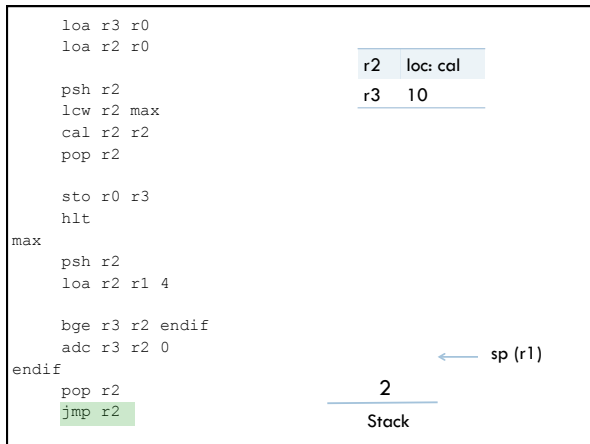 loa r3 r0
loa r2 r0
psh r2
lcw r2 max
cal r2 r2
pop r2
sto r0 r3
hlt
max
psh r2
loa r2 r1 4
bge r3 r2 endif
adc r3 r2 0
endif
pop r2
jmp r2
r2 loc: cal
r3 10
sp (r1)
2
Stack